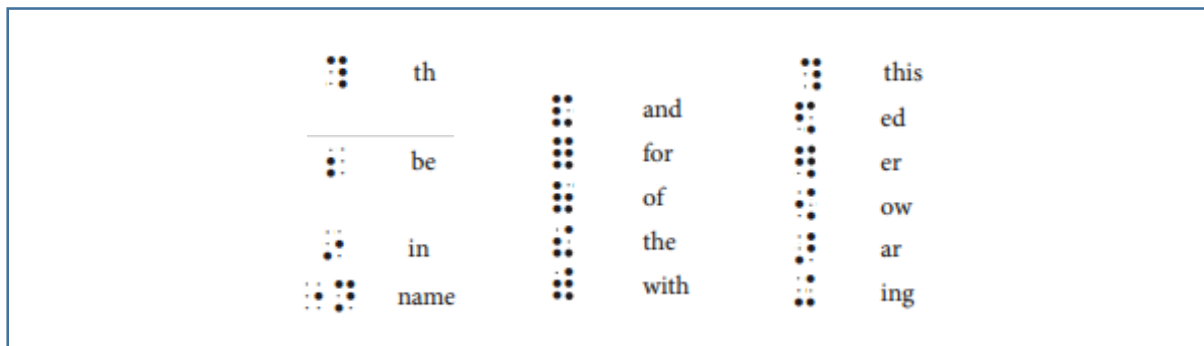 ⠹ th
⠆ be
⠔ in
⠐⠝ name
⠯ and
⠿ for
⠷ of
⠮ the
⠾ with
⠹ this
⠫ ed
⠻ er
⠪ ow
⠜ ar
⠬ ing